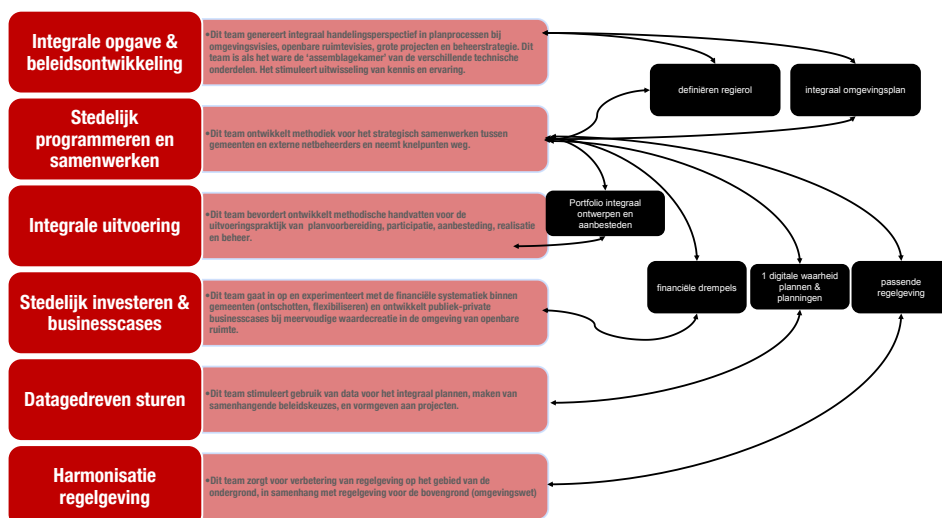 Integrale opgave &
beleidsontwikkeling
•Dit team genereert integraal handelingsperspectief in planprocessen bij
omgevingsvisies, openbare ruimtevisies, grote projecten en beheerstrategie. Dit
team is als het ware de ‘assemblagekamer’ van de verschillende technische
onderdelen. Het stimuleert uitwisseling van kennis en ervaring.
definiëren regierol
integraal omgevingsplan
Stedelijk
programmeren en
samenwerken
•Dit team ontwikkelt methodiek voor het strategisch samenwerken tussen
gemeenten en externe netbeheerders en neemt knelpunten weg.
Integrale uitvoering
•Dit team bevordert ontwikkelt methodische handvatten voor de
uitvoeringspraktijk van planvoorbereiding, participatie, aanbesteding, realisatie
en beheer.
Portfolio integraal
ontwerpen en
aanbesteden
Stedelijk investeren &
businesscases
•Dit team gaat in op en experimenteert met de financiële systematiek binnen
gemeenten (ontschotten, flexibiliseren) en ontwikkelt publiek-private
businesscases bij meervoudige waardecreatie in de omgeving van openbare
ruimte.
financiële drempels
1 digitale waarheid
plannen &
planningen
passende
regelgeving
Datagedreven sturen
•Dit team stimuleert gebruik van data voor het integraal plannen, maken van
samenhangende beleidskeuzes, en vormgeven aan projecten.
Harmonisatie
regelgeving
•Dit team zorgt voor verbetering van regelgeving op het gebied van de
ondergrond, in samenhang met regelgeving voor de bovengrond (omgevingswet)